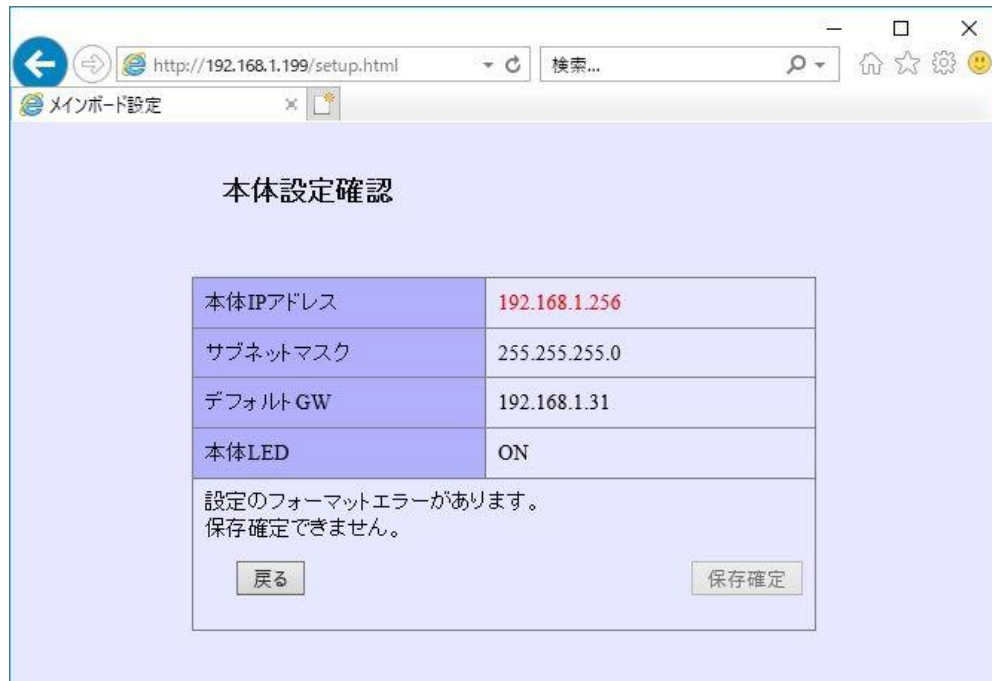 http://192.168.1.199/setup.html
検索...
メインボード設定
本体設定確認
本体IPアドレス 192.168.1.256
サブネットマスク 255.255.255.0
デフォルトGW 192.168.1.31
本体LED ON
設定のフォーマットエラーがあります。
保存確定できません。
戻る 保存確定